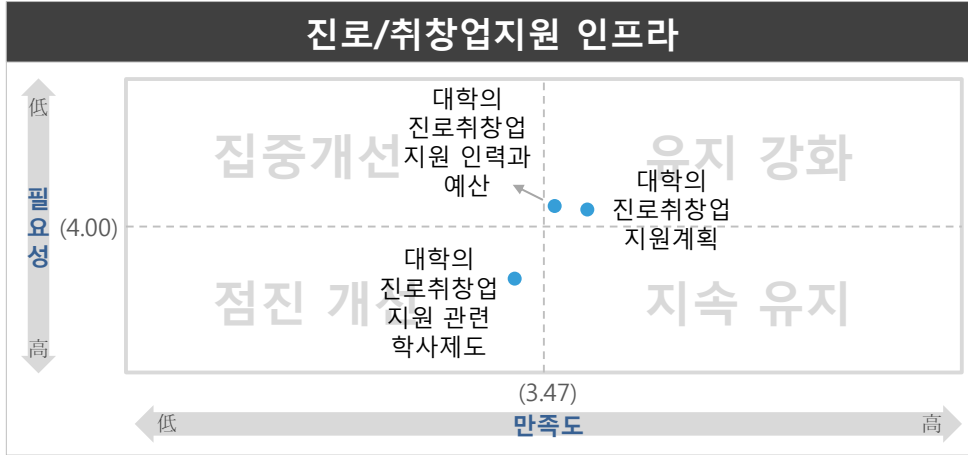 진로/취창업지원 인프라
低
필
요
성
高
(4.00)
집중개선
유지 강화
대학의
진로취창업
지원 인력과
예산
대학의
진로취창업
지원계획
점진 개선
지속 유지
대학의
진로취창업
지원 관련
학사제도
(3.47)
低
만족도
高